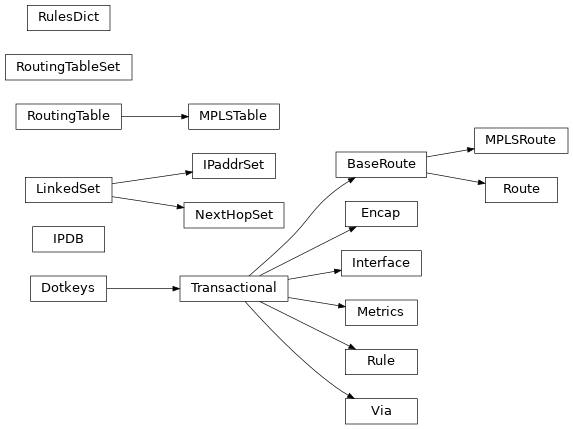 RulesDict
RoutingTableSet
RoutingTable
MPLSTable
MPLSRoute
BaseRoute
IPaddrSet
LinkedSet
Route
NextHopSet
Encap
IPDB
Interface
Dotkeys
Transactional
Metrics
Rule
Via